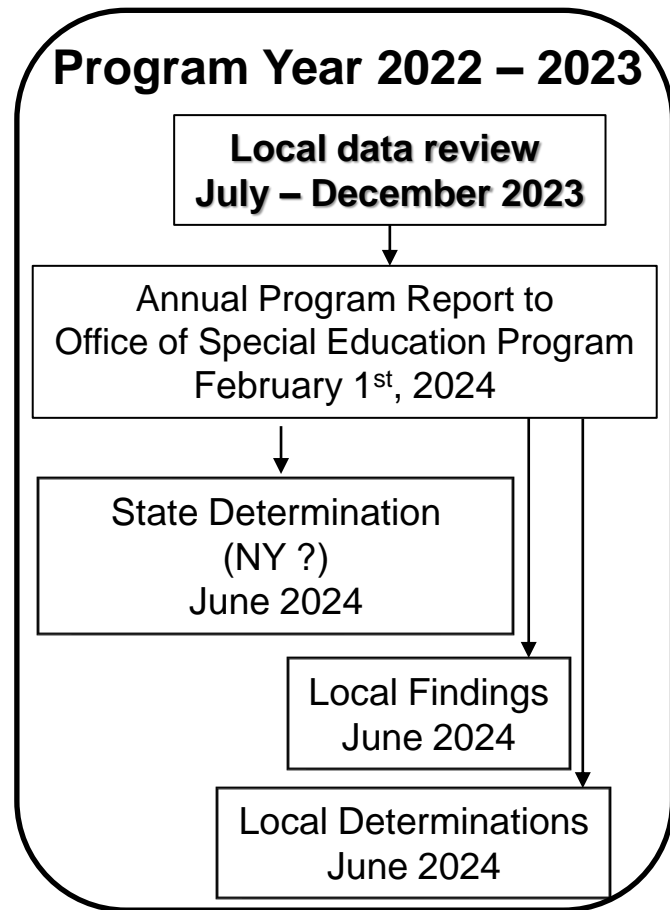 Program Year 2022 – 2023
Local data review
July – December 2023
Annual Program Report to
Office of Special Education Program
February 1st, 2024
State Determination
(NY ?)
June 2024
Local Findings
June 2024
Local Determinations
June 2024